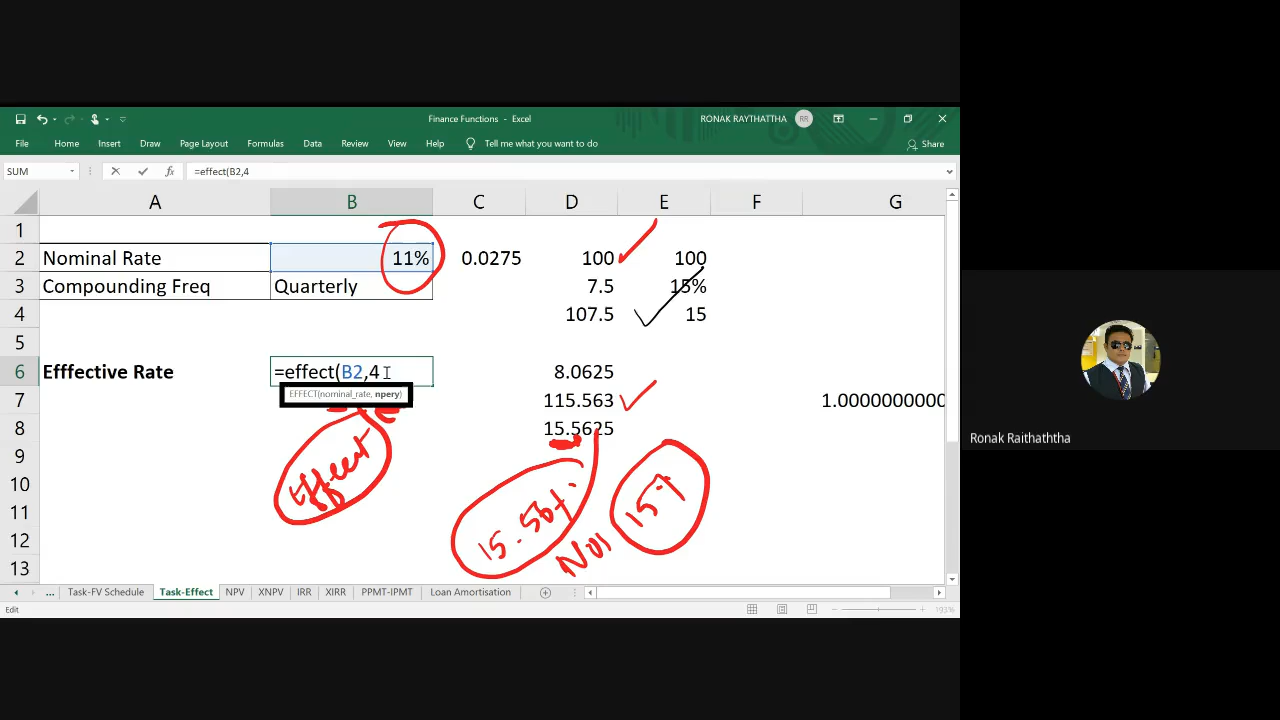 Finance Functions - Excel
RONAK RAYTHATTHA RR
File Home Insert Draw Page Layout Formulas Data Review View Help Tell me what you want to do Share
SUM fx =effect(B2,4
A B C D E F G
1
2 Nominal Rate 11% 0.0275 100 100
3 Compounding Freq Quarterly 7.5 15%
4 107.5 15
5
6 Efffective Rate =effect(B2,4 8.0625
EFFECT(nominal_rate, npery)
7 115.563 1.0000000000
8 15.5625
9
10
11
12
13
Effect
15.56%
Nos
15%
... Task-FV Schedule Task-Effect NPV XNPV IRR XIRR PPMT-IPMT Loan Amortisation
Edit 193%
Ronak Raithaththa